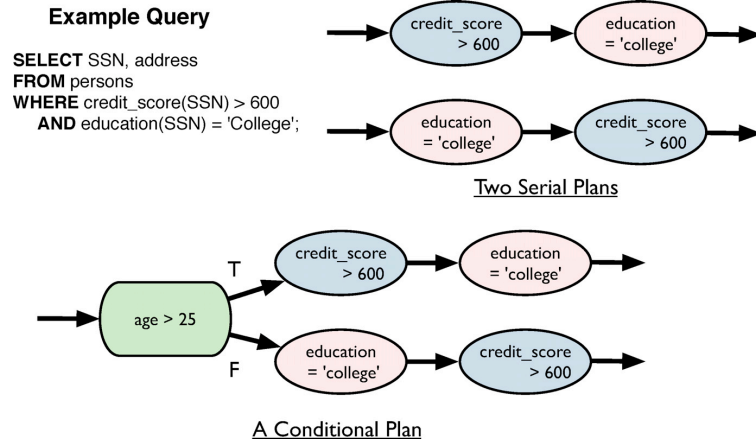 Example Query
SELECT SSN, address
FROM persons
WHERE credit_score(SSN) > 600
AND education(SSN) = 'College';
credit_score
> 600
education
= 'college'
education
= 'college'
credit_score
> 600
Two Serial Plans
age > 25
T
credit_score
> 600
education
= 'college'
F
education
= 'college'
credit_score
> 600
A Conditional Plan